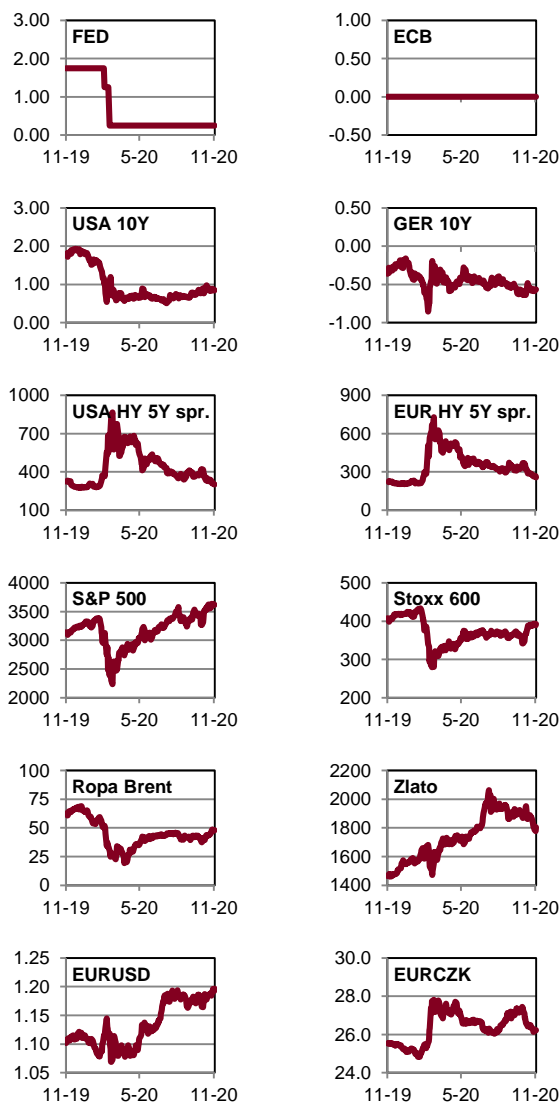 FED
3.00
2.00
1.00
0.00
11-19 5-20 11-20
ECB
1.00
0.50
0.00
-0.50
11-19 5-20 11-20
USA 10Y
3.00
2.00
1.00
0.00
11-19 5-20 11-20
GER 10Y
0.50
0.00
-0.50
-1.00
11-19 5-20 11-20
USA HY 5Y spr.
1000
700
400
100
11-19 5-20 11-20
EUR HY 5Y spr.
900
600
300
0
11-19 5-20 11-20
S&P 500
4000
3500
3000
2500
2000
11-19 5-20 11-20
Stoxx 600
500
400
300
200
11-19 5-20 11-20
Ropa Brent
100
75
50
25
0
11-19 5-20 11-20
Zlato
2200
2000
1800
1600
1400
11-19 5-20 11-20
EURUSD
1.25
1.20
1.15
1.10
1.05
11-19 5-20 11-20
EURCZK
30.0
28.0
26.0
24.0
11-19 5-20 11-20